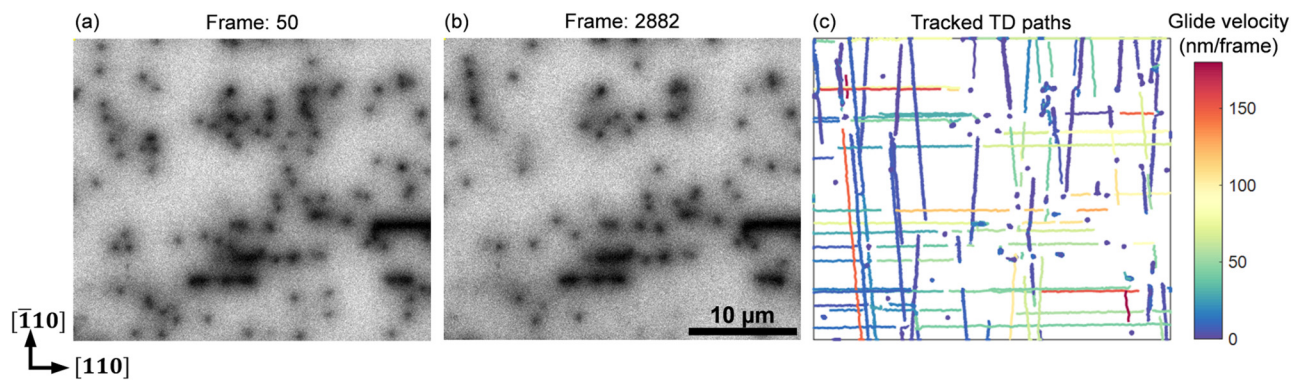 (a) Frame: 50
(b) Frame: 2882
(c) Tracked TD paths
Glide velocity
(nm/frame)
150
100
50
0
10 μm
[1̅10]
[110]